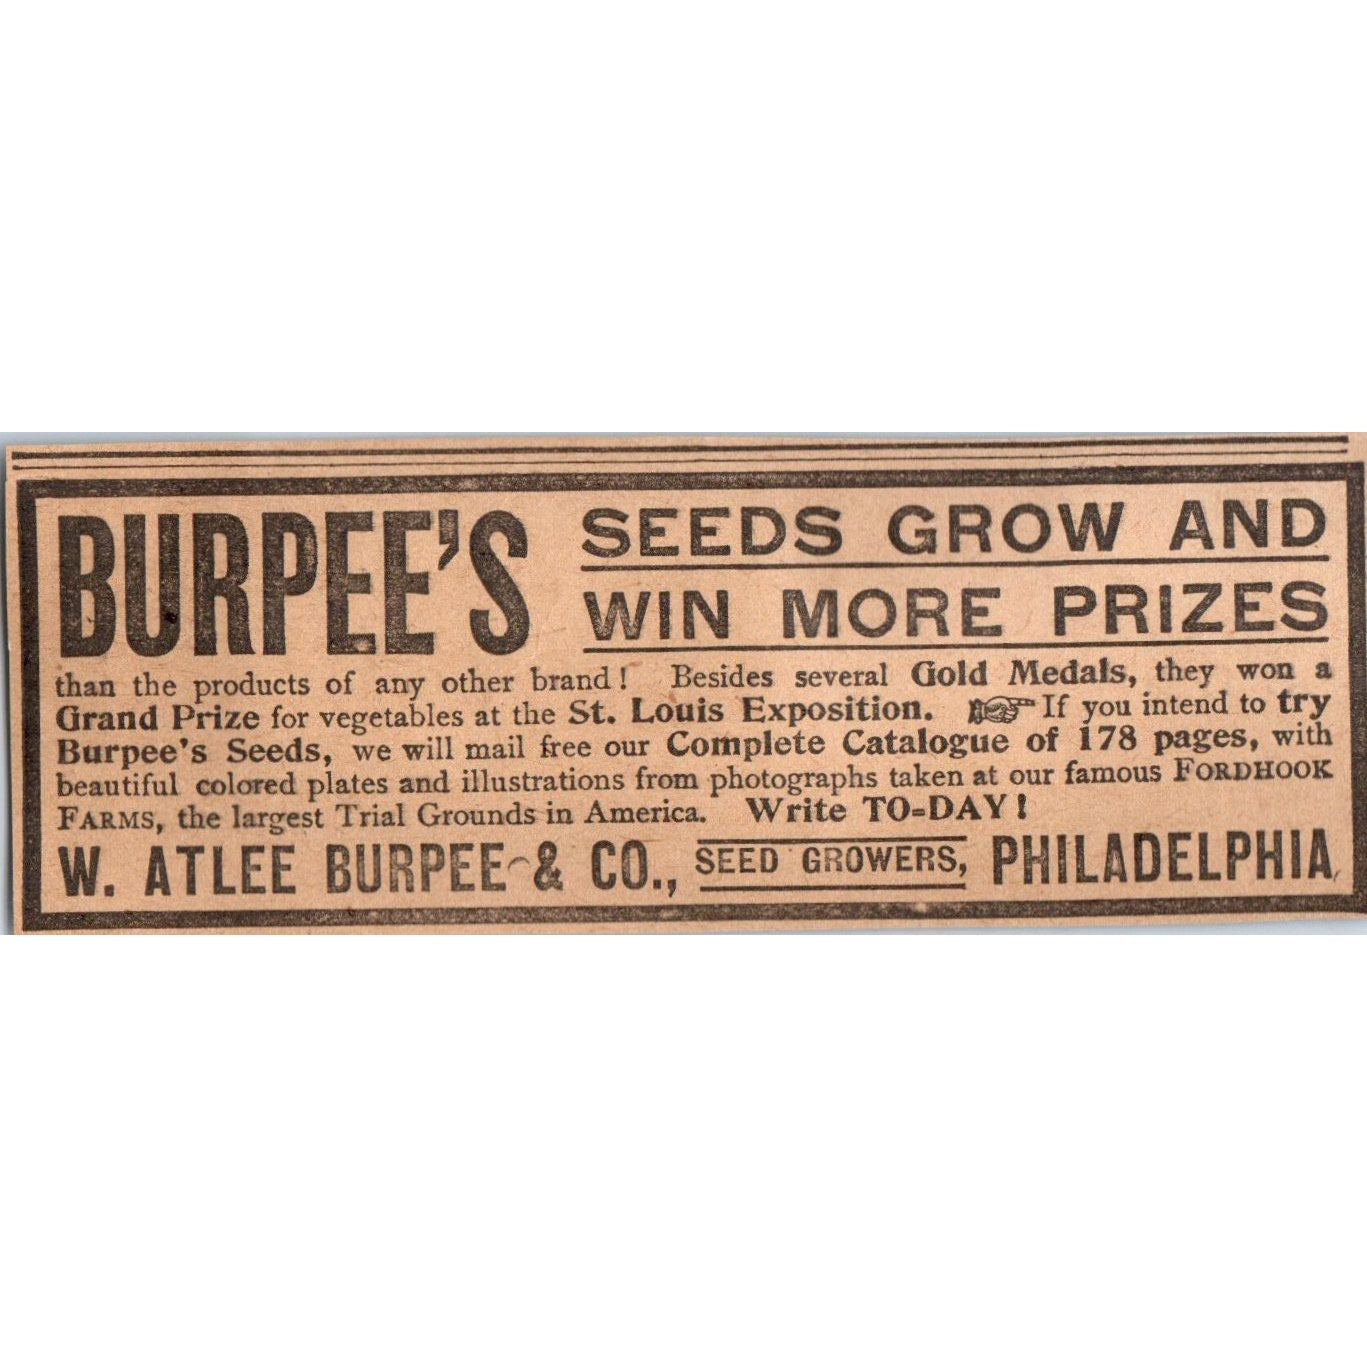 BURPEE'S SEEDS GROW AND
WIN MORE PRIZES
than the products of any other brand! Besides several Gold Medals, they won a
Grand Prize for vegetables at the St. Louis Exposition. ☞ If you intend to try
Burpee's Seeds, we will mail free our Complete Catalogue of 178 pages, with
beautiful colored plates and illustrations from photographs taken at our famous FORDHOOK
FARMS, the largest Trial Grounds in America. Write TO-DAY!
W. ATLEE BURPEE & CO., SEED GROWERS, PHILADELPHIA,